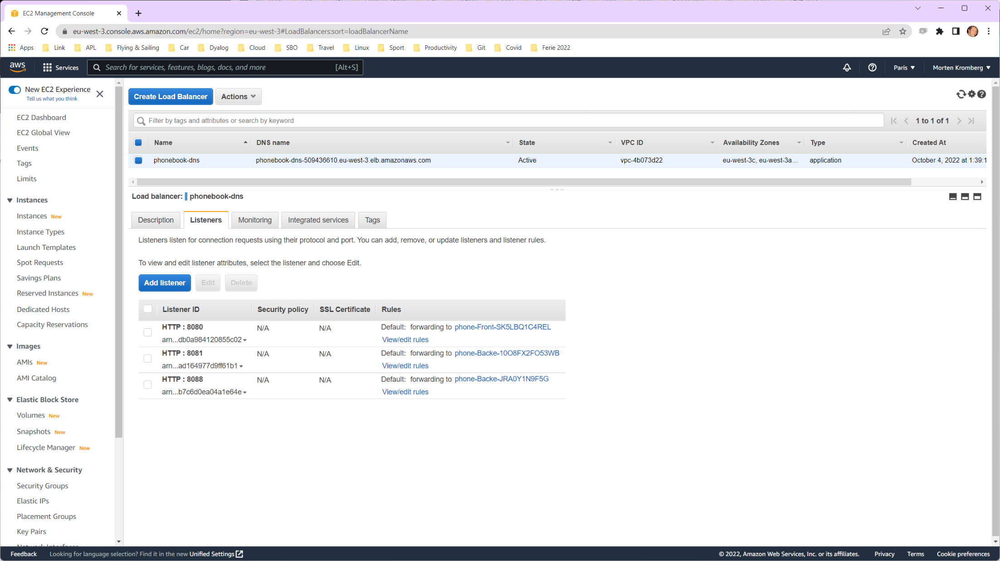 EC2 Management Console
eu-west-3.console.aws.amazon.com/ec2/home?region=eu-west-3#LoadBalancers:sort=loadBalancerName
Apps Link APL Flying & Sailing Car Dyalog Cloud SBO Travel Linux Sport Productivity Git Covid Ferie 2022
aws Services Search for services, features, blogs, docs, and more [Alt+S] Paris Morten Kromberg
New EC2 Experience
Tell us what you think
EC2 Dashboard
EC2 Global View
Events
Tags
Limits
Instances
Instances New
Instance Types
Launch Templates
Spot Requests
Savings Plans
Reserved Instances New
Dedicated Hosts
Capacity Reservations
Images
AMIs New
AMI Catalog
Elastic Block Store
Volumes New
Snapshots New
Lifecycle Manager New
Network & Security
Security Groups
Elastic IPs
Placement Groups
Key Pairs
Create Load Balancer Actions
Filter by tags and attributes or search by keyword 1 to 1 of 1
Name DNS name State VPC ID Availability Zones Type Created At
phonebook-dns phonebook-dns-509436610.eu-west-3.elb.amazonaws.com Active vpc-4b073d22 eu-west-3c, eu-west-3a... application October 4, 2022 at 1:39:1
Load balancer: phonebook-dns
Description Listeners Monitoring Integrated services Tags
Listeners listen for connection requests using their protocol and port. You can add, remove, or update listeners and listener rules.
To view and edit listener attributes, select the listener and choose Edit.
Add listener Edit Delete
Listener ID Security policy SSL Certificate Rules
HTTP : 8080 N/A N/A Default: forwarding to phone-Front-SK5LBQ1C4REL
arn...db0a984120855c02 View/edit rules
HTTP : 8081 N/A N/A Default: forwarding to phone-Backe-10O8FX2FO53WB
arn...ad164977d9ff61b1 View/edit rules
HTTP : 8088 N/A N/A Default: forwarding to phone-Backe-JRA0Y1N9F5G
arn...b7c6d0ea04a1e64e View/edit rules
Feedback Looking for language selection? Find it in the new Unified Settings © 2022, Amazon Web Services, Inc. or its affiliates. Privacy Terms Cookie preferences